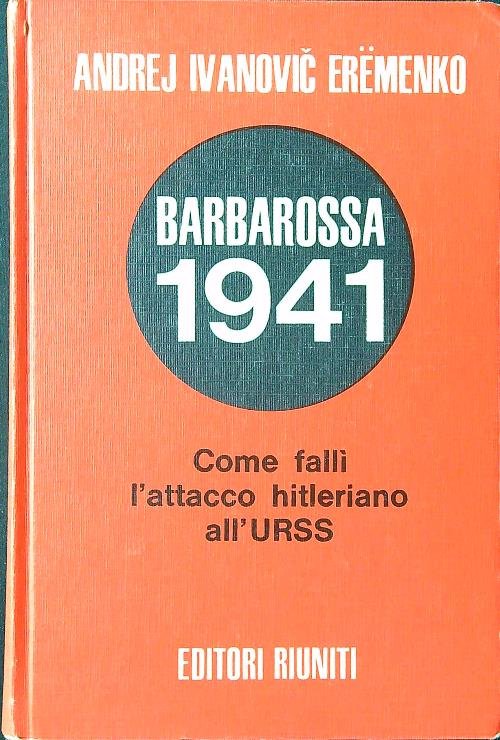 ANDREJ IVANOVIČ ERËMENKO
BARBAROSSA
1941
Come fallì
l'attacco hitleriano
all'URSS
EDITORI RIUNITI